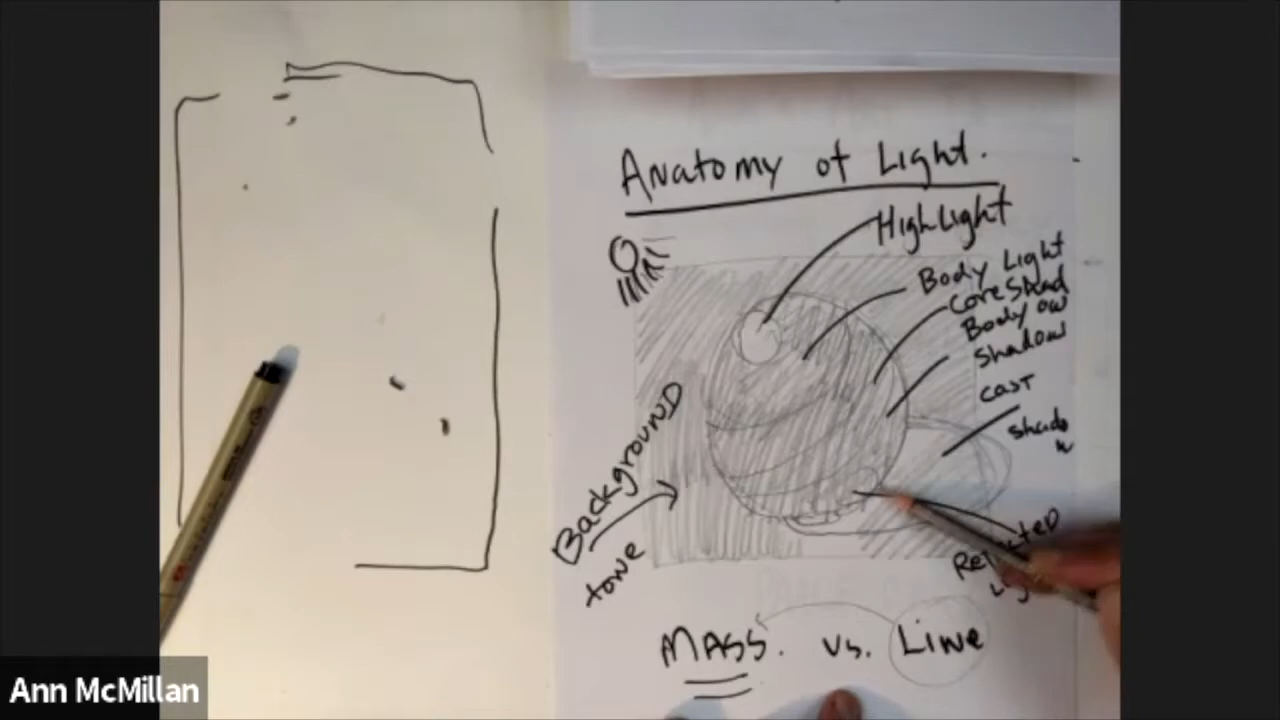 Anatomy of Light.
HighLight
Body Light
Core Shad
ow
Body
Shadow
cast
shado
w
Background
tone
Reflected
MASS. vs. Line
Ann McMillan